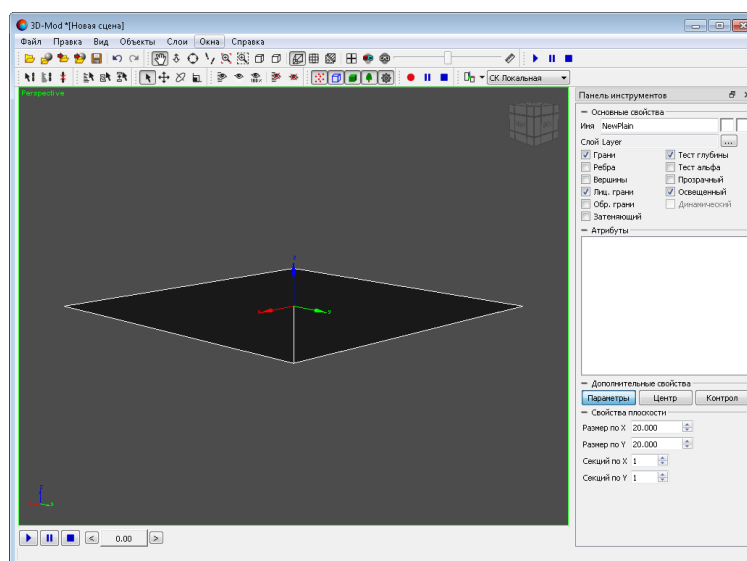 3D-Mod *[Новая сцена]
Файл Правка Вид Объекты Слои Окна Справка
СК Локальная
Perspective
Панель инструментов
Основные свойства
Имя NewPlain
Слой Layer ...
Грани Тест глубины
Ребра Тест альфа
Вершины Прозрачный
Лиц. грани Освещенный
Обр. грани Динамический
Затеняющий
Атрибуты
Дополнительные свойства
Параметры Центр Контрол
Свойства плоскости
Размер по X 20.000
Размер по Y 20.000
Секций по X 1
Секций по Y 1
< 0.00 >